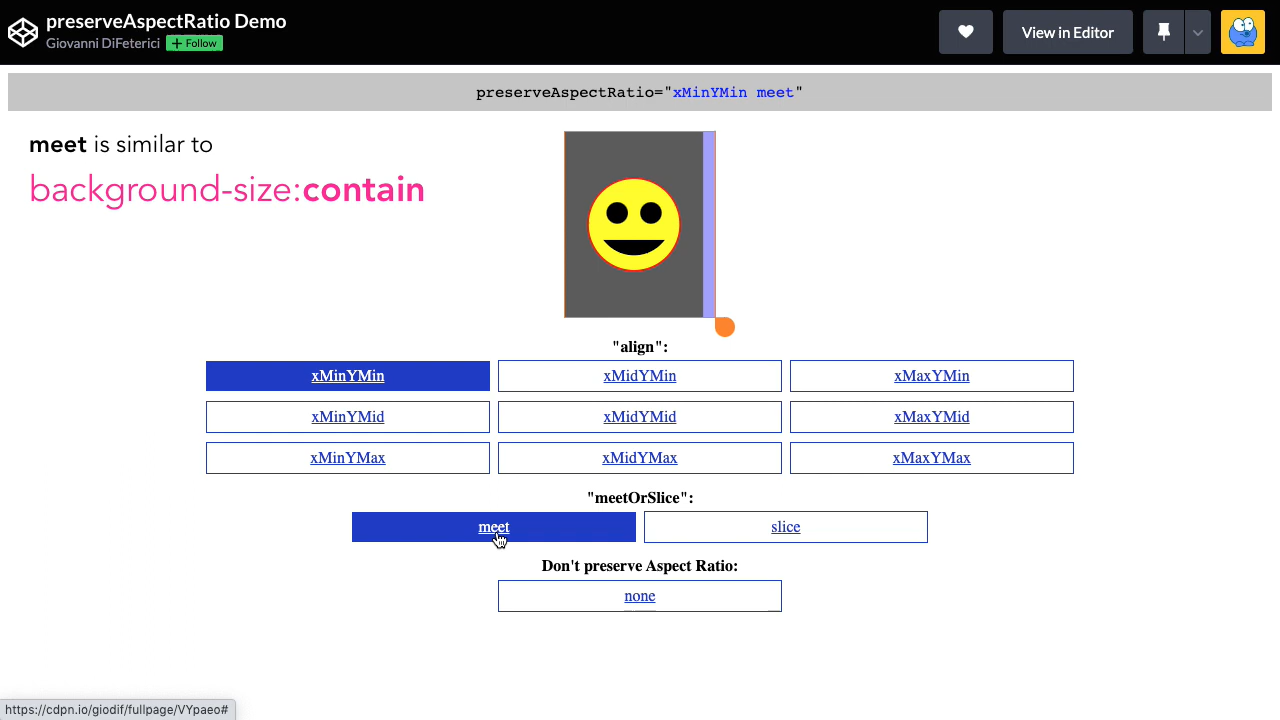 preserveAspectRatio Demo
Giovanni DiFeterici + Follow
View in Editor
preserveAspectRatio="xMinYMin meet"
meet is similar to
background-size:contain
"align":
xMinYMin xMidYMin xMaxYMin
xMinYMid xMidYMid xMaxYMid
xMinYMax xMidYMax xMaxYMax
"meetOrSlice":
meet slice
Don't preserve Aspect Ratio:
none
https://cdpn.io/giodif/fullpage/VYpaeo#